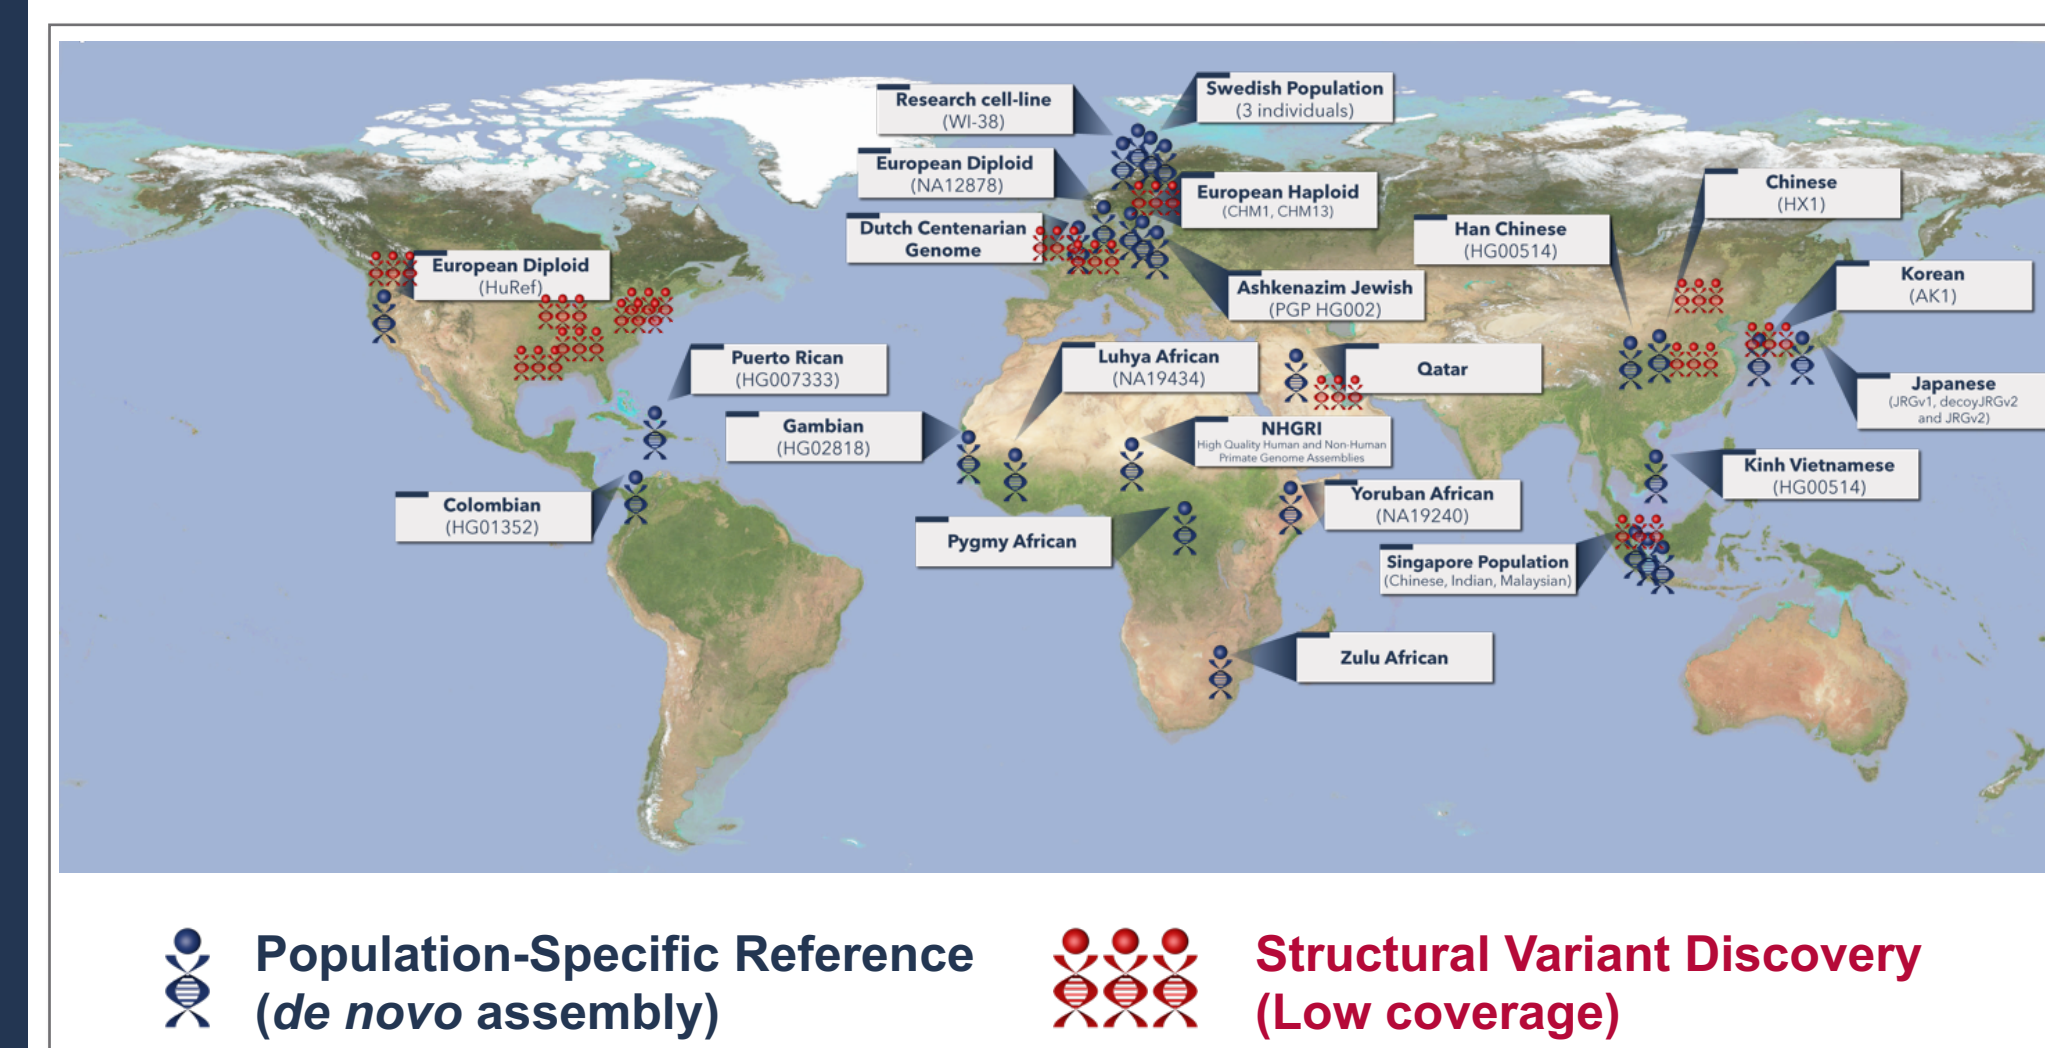 Research cell-line
(WI-38)
Swedish Population
(3 individuals)
European Diploid
(NA12878)
European Haploid
(CHM1, CHM13)
Chinese
(HX1)
Dutch Centenarian
Genome
Han Chinese
(HG00514)
European Diploid
(HuRef)
Ashkenazim Jewish
(PGP HG002)
Korean
(AK1)
Puerto Rican
(HG007333)
Luhya African
(NA19434)
Qatar
Japanese
(JRGv1, decoyJRGv2
and JRGv2)
Gambian
(HG02818)
NHGRI
High Quality Human and Non-Human
Primate Genome Assemblies
Kinh Vietnamese
(HG00514)
Colombian
(HG01352)
Yoruban African
(NA19240)
Pygmy African
Singapore Population
(Chinese, Indian, Malaysian)
Zulu African
Population-Specific Reference
(de novo assembly)
Structural Variant Discovery
(Low coverage)